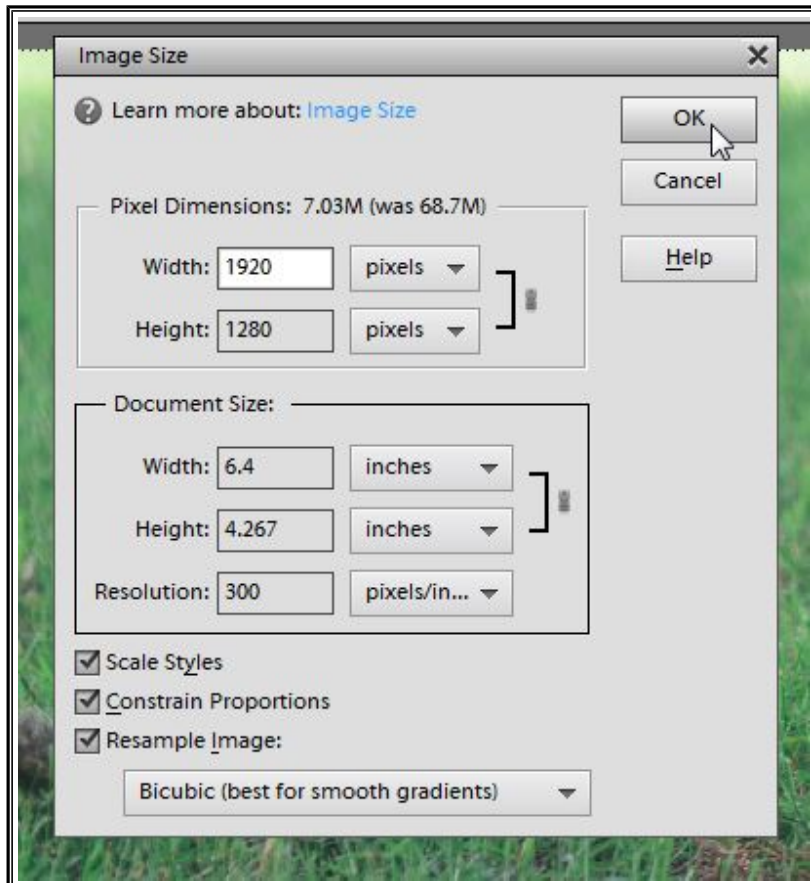 Image Size
Learn more about: Image Size
OK
Cancel
Help
Pixel Dimensions: 7.03M (was 68.7M)
Width: 1920 pixels
Height: 1280 pixels
Document Size:
Width: 6.4 inches
Height: 4.267 inches
Resolution: 300 pixels/in...
Scale Styles
Constrain Proportions
Resample Image:
Bicubic (best for smooth gradients)